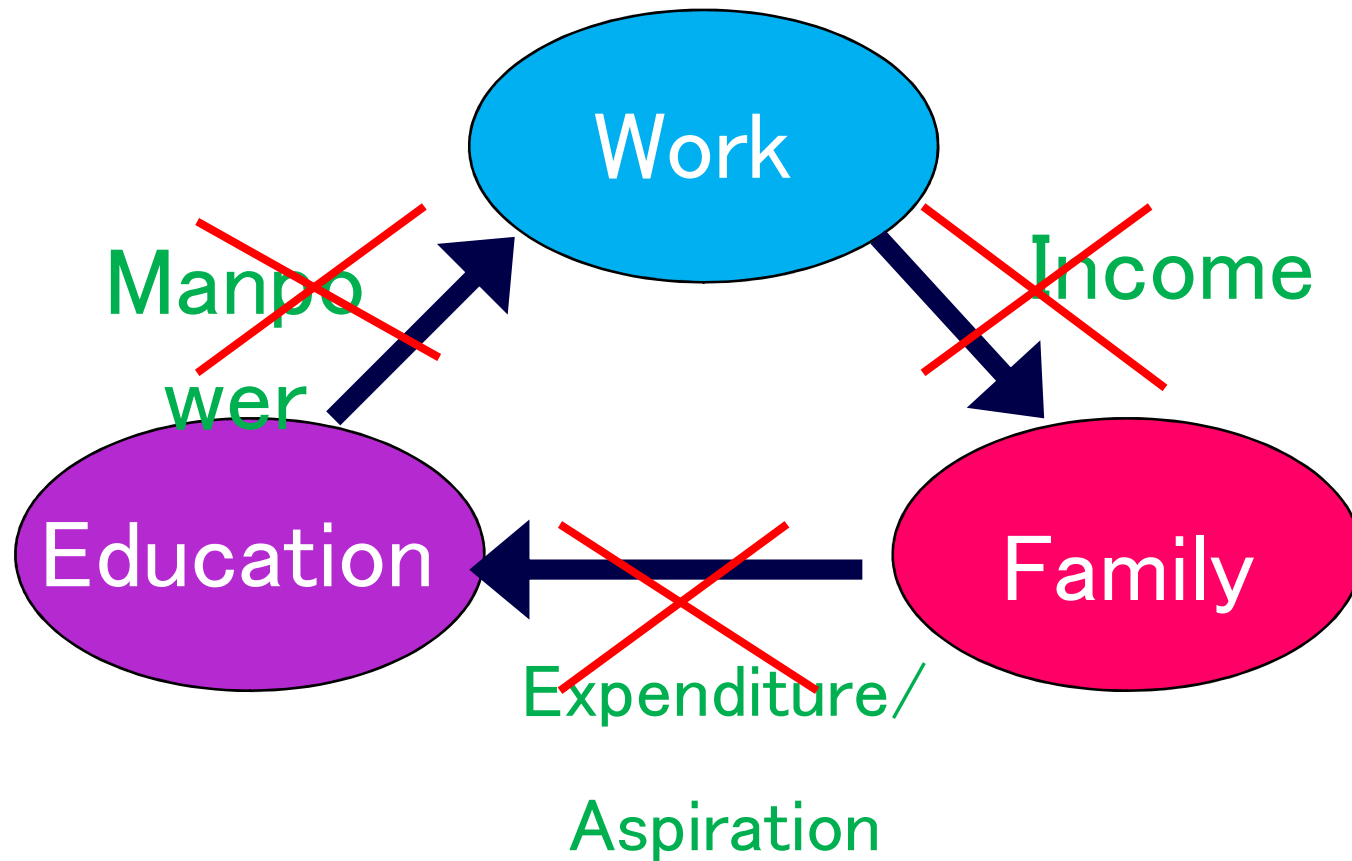 Work
Manpo
wer
Income
Education
Family
Expenditure/
Aspiration